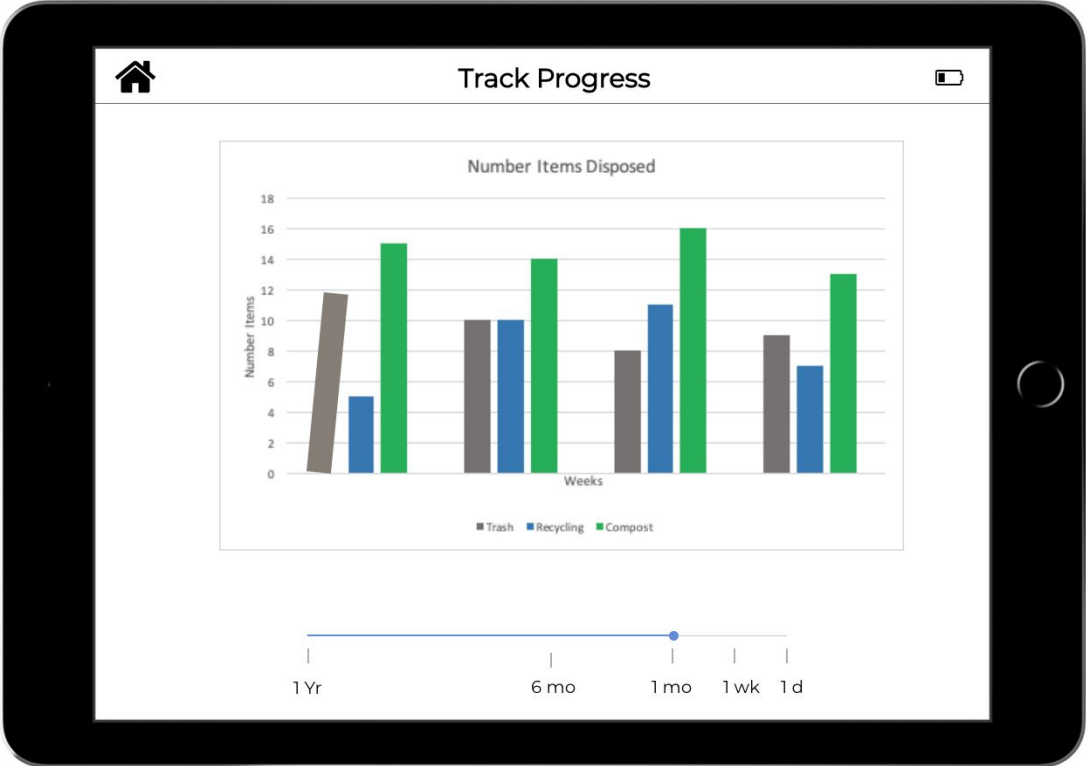 Track Progress
Number Items Disposed
Number Items
18
16
14
12
10
8
6
4
2
0
Weeks
Trash Recycling Compost
1 Yr 6 mo 1 mo 1 wk 1 d